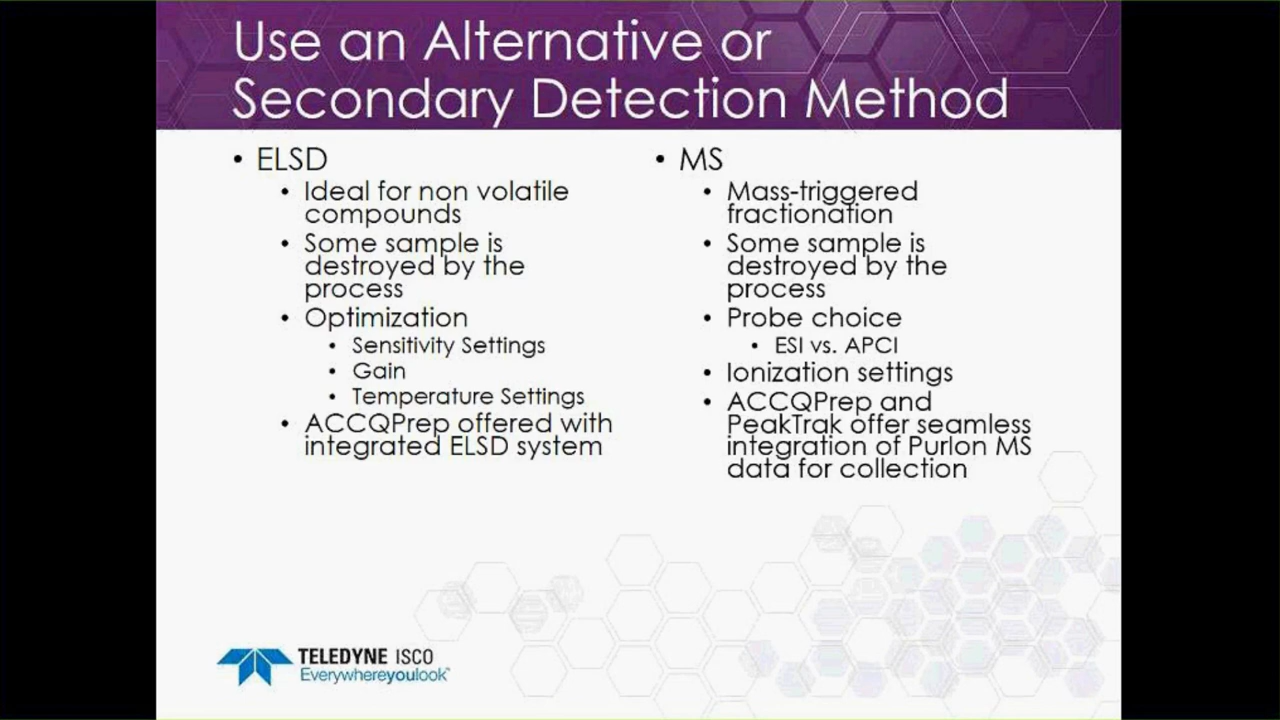 Use an Alternative or
Secondary Detection Method
• ELSD
• Ideal for non volatile
compounds
• Some sample is
destroyed by the
process
• Optimization
• Sensitivity Settings
• Gain
• Temperature Settings
• ACCQPrep offered with
integrated ELSD system
• MS
• Mass-triggered
fractionation
• Some sample is
destroyed by the
process
• Probe choice
• ESI vs. APCI
• Ionization settings
• ACCQPrep and
PeakTrak offer seamless
integration of PurIon MS
data for collection
TELEDYNE ISCO
Everywhereyoulook™